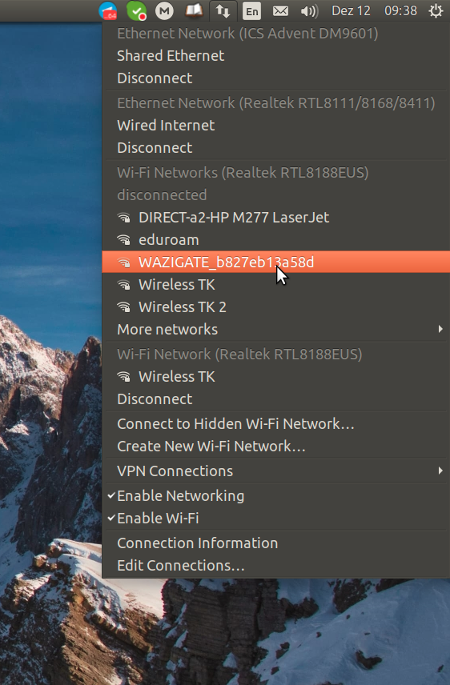 64
M
En
Dez 12
09:38
Ethernet Network (ICS Advent DM9601)
Shared Ethernet
Disconnect
Ethernet Network (Realtek RTL8111/8168/8411)
Wired Internet
Disconnect
Wi-Fi Networks (Realtek RTL8188EUS)
disconnected
DIRECT-a2-HP M277 LaserJet
eduroam
WAZIGATE_b827eb13a58d
Wireless TK
Wireless TK 2
More networks
Wi-Fi Network (Realtek RTL8188EUS)
Wireless TK
Disconnect
Connect to Hidden Wi-Fi Network…
Create New Wi-Fi Network…
VPN Connections
Enable Networking
Enable Wi-Fi
Connection Information
Edit Connections…